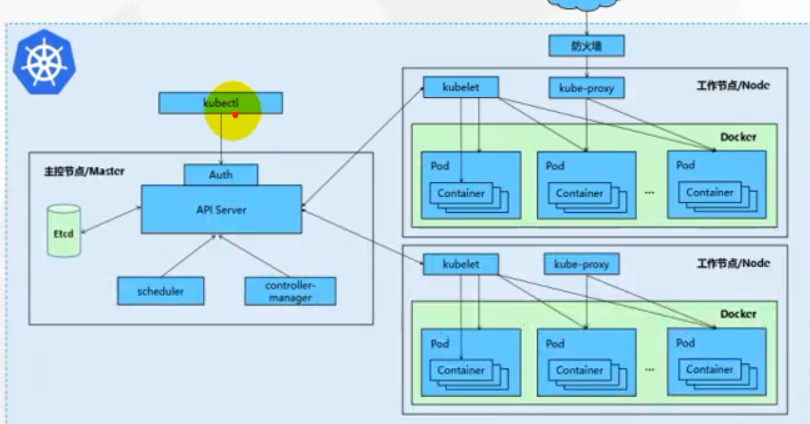 防火墙
kubectl
主控节点/Master
Auth
API Server
Etcd
scheduler
controller-
manager
kubelet
kube-proxy
工作节点/Node
Docker
Pod
Container
Pod
Container
...
Pod
Container
kubelet
kube-proxy
工作节点/Node
Docker
Pod
Container
Pod
Container
...
Pod
Container